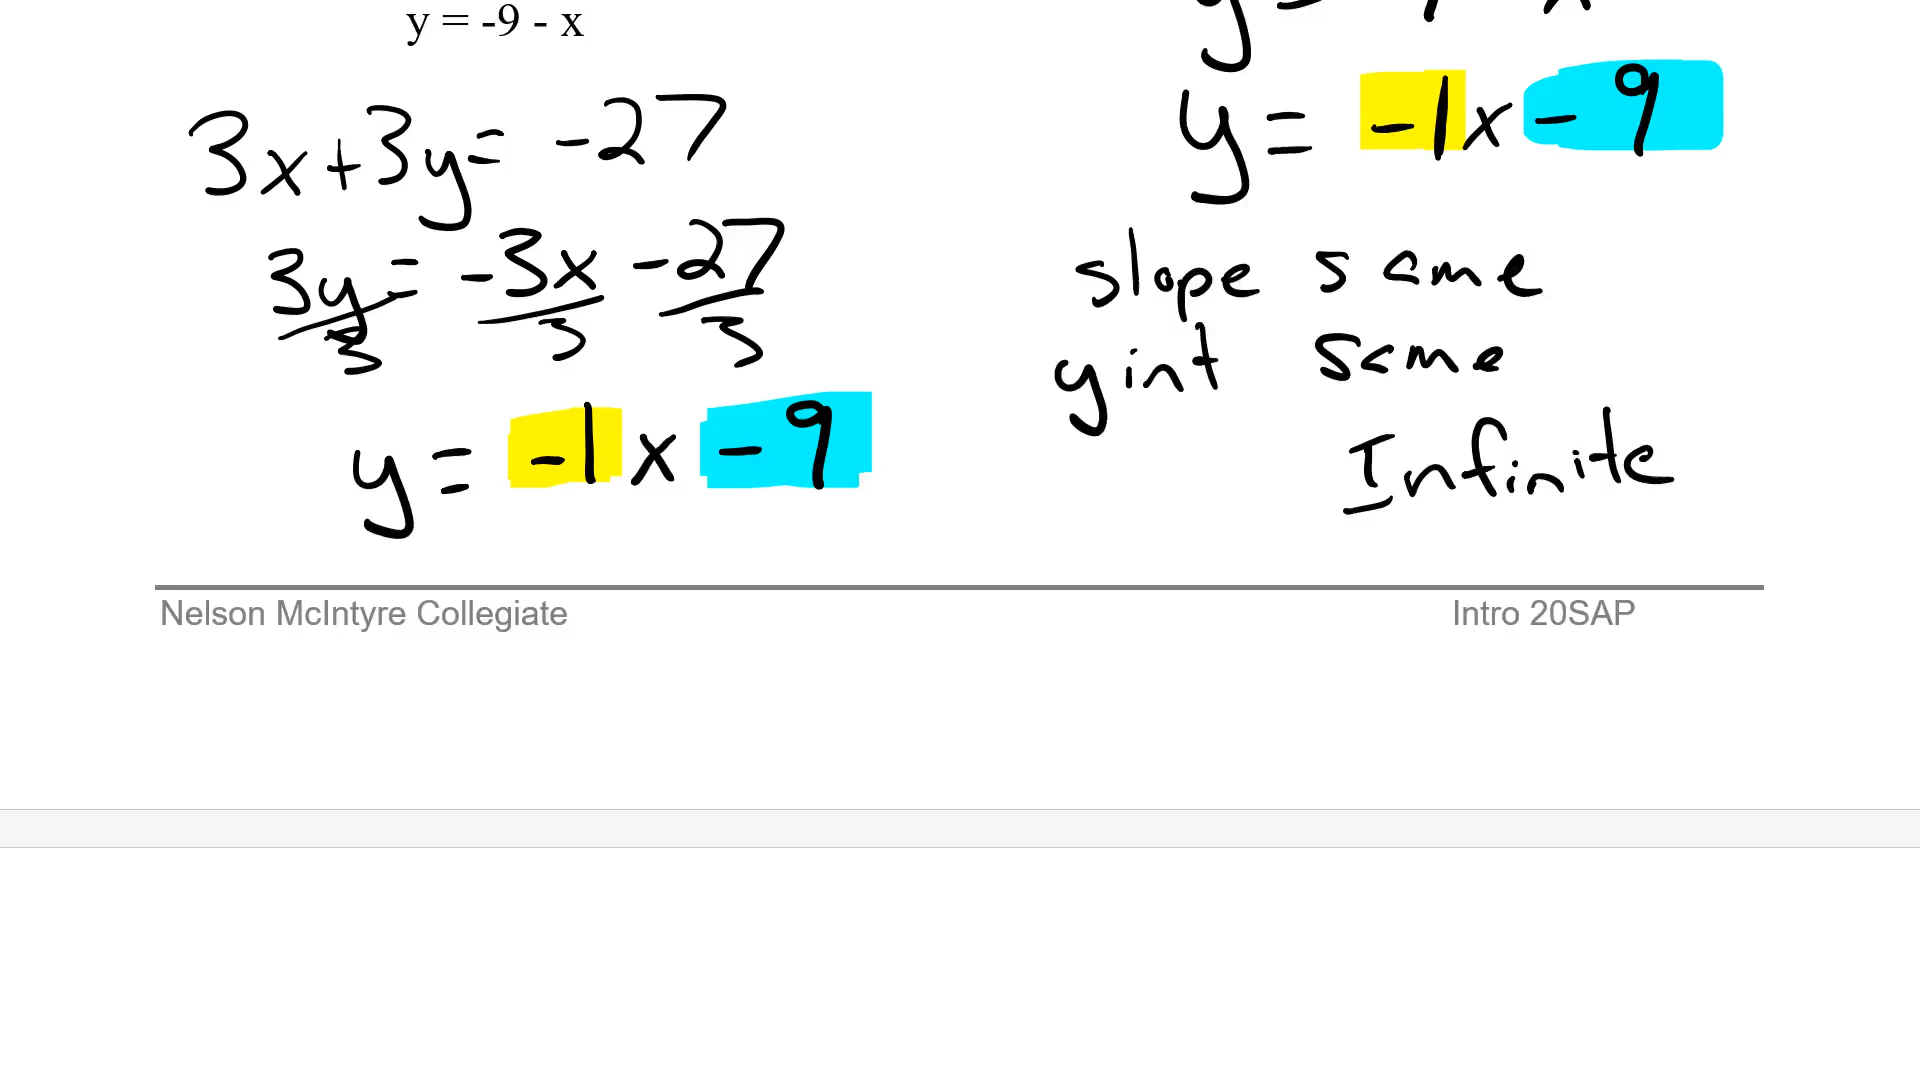 y = -9 - x
3x+3y= -27
3y = -3x -27
3 3 3
y = -1x -9
y = -1x - 9
slope same
yint same
Infinite
Nelson McIntyre Collegiate
Intro 20SAP